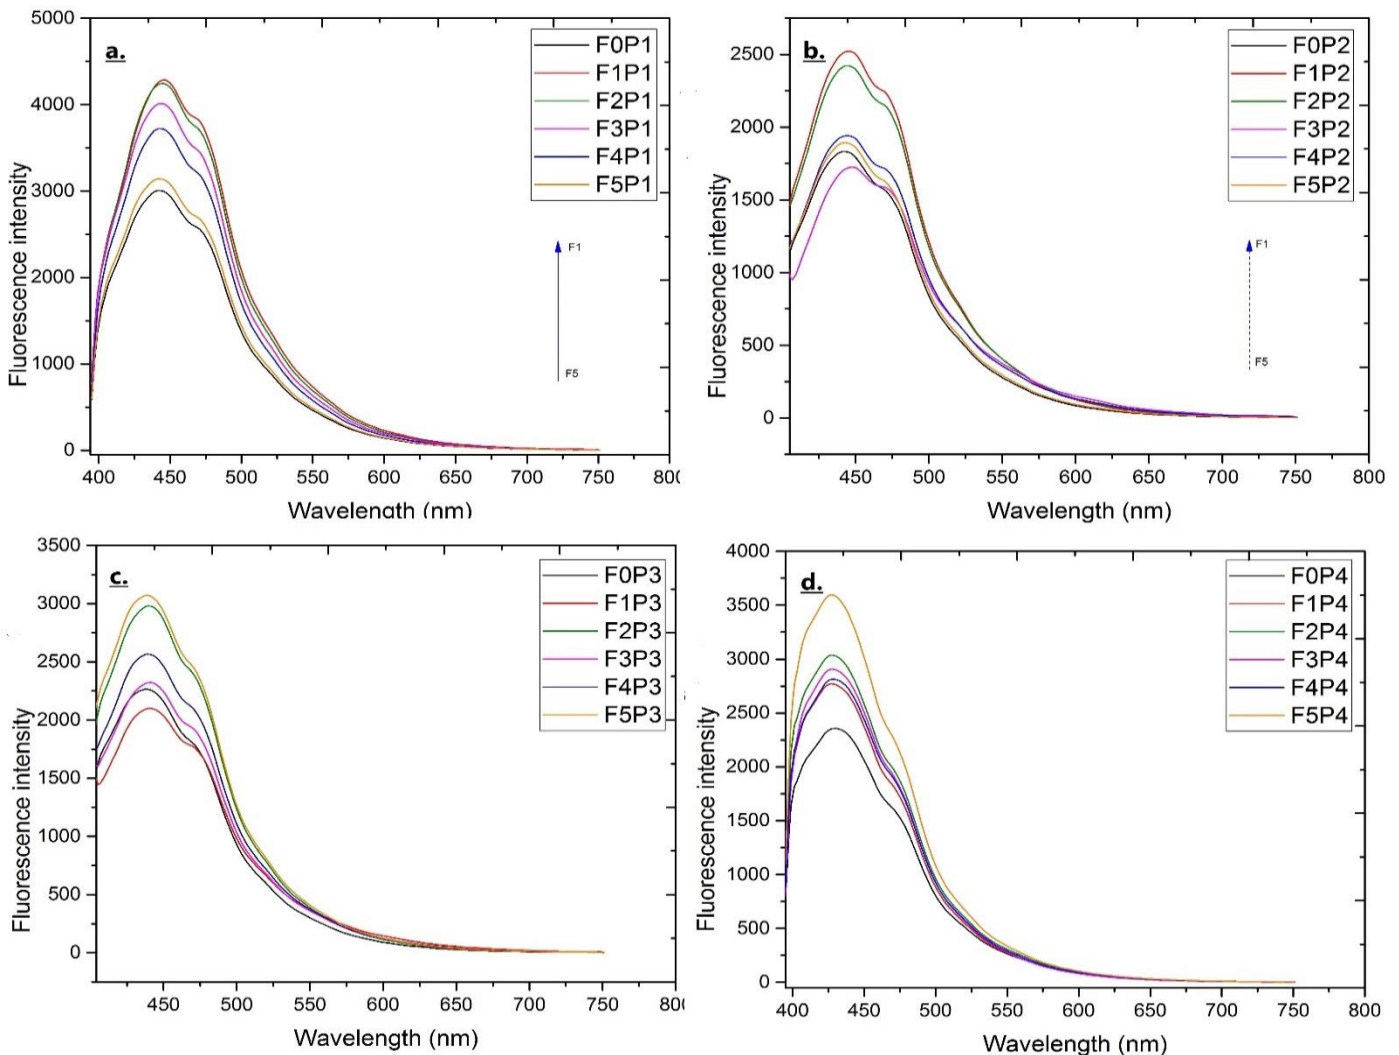 a.
5000
4000
3000
2000
1000
0
Fluorescence intensity
400 450 500 550 600 650 700 750 800
Wavelength (nm)
F0P1
F1P1
F2P1
F3P1
F4P1
F5P1
F1
F5
b.
2500
2000
1500
1000
500
0
Fluorescence intensity
450 500 550 600 650 700 750 800
Wavelength (nm)
F0P2
F1P2
F2P2
F3P2
F4P2
F5P2
F1
F5
c.
3500
3000
2500
2000
1500
1000
500
0
Fluorescence intensity
450 500 550 600 650 700 750 800
Wavelength (nm)
F0P3
F1P3
F2P3
F3P3
F4P3
F5P3
d.
4000
3500
3000
2500
2000
1500
1000
500
0
Fluorescence intensity
400 450 500 550 600 650 700 750 800
Wavelength (nm)
F0P4
F1P4
F2P4
F3P4
F4P4
F5P4